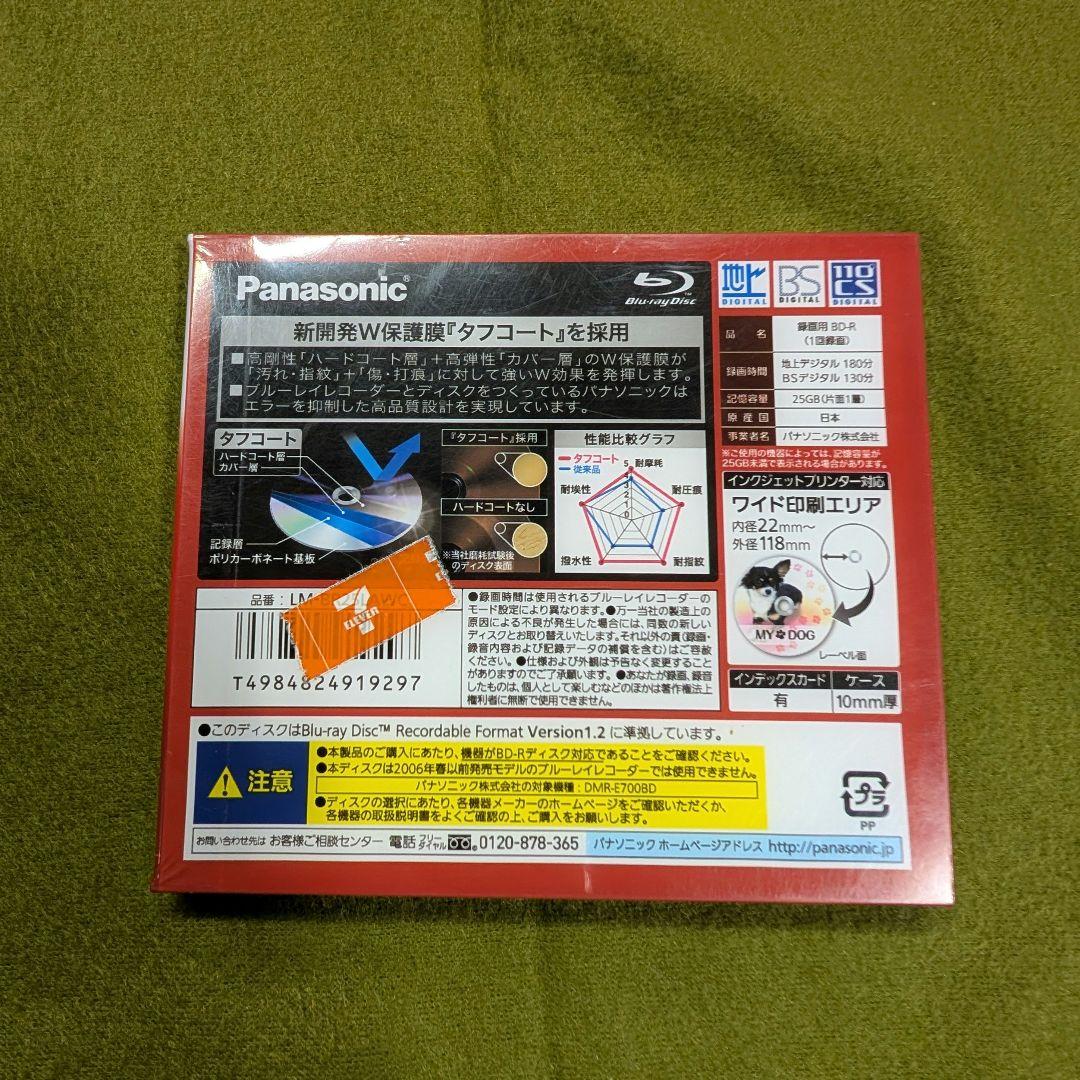 Panasonic®
Blu-ray Disc™
新開発W保護膜『タフコート』を採用
■高剛性「ハードコート層」+高弾性「カバー層」のW保護膜が
「汚れ・指紋」+「傷・打痕」に対して強いW効果を発揮します。
■ブルーレイレコーダーとディスクをつくっているパナソニックは
エラーを抑制した高品質設計を実現しています。
タフコート
ハードコート層
カバー層
記録層
ポリカーボネート基板
『タフコート』採用
ハードコートなし
※当社磨耗試験後
のディスク表面
性能比較グラフ
タフコート
従来品
5
4
3
2
1
0
耐摩耗
耐圧痕
耐指紋
撥水性
耐埃性
地上
DIGITAL
BS
DIGITAL
110°
CS
DIGITAL
品名 録画用 BD-R
(1回録画)
録画時間 地上デジタル 180分
BSデジタル 130分
記憶容量 25GB(片面1層)
原産国 日本
事業者名 パナソニック株式会社
※ご使用の機器によっては、記憶容量が
25GB未満で表示される場合があります。
インクジェットプリンター対応
ワイド印刷エリア
内径22mm〜
外径118mm
MY DOG
レーベル面
インデックスカード ケース
有 10mm厚
品番:
7
ELEVEN
T4984824919297
●録画時間は使用されるブルーレイレコーダーの
モード設定により異なります。●万一当社の製造上の
原因による不良が発生した場合には、同数の新しい
ディスクとお取り替えいたします。それ以外の責(録画・
録音内容および記録データの補償を含む)はご容赦
ください。●仕様および外観は予告なく変更すること
がありますのでご了承願います。●あなたが録画、録音
したものは、個人として楽しむなどのほかは著作権法上
権利者に無断で使用できません。
●このディスクはBlu-ray Disc™ Recordable Format Version1.2 に準拠しています。
注意
●本製品のご購入にあたり、機器がBD-Rディスク対応であることをご確認ください。
●本ディスクは2006年春以前発売モデルのブルーレイレコーダーでは使用できません。
パナソニック株式会社の対象機種:DMR-E700BD
●ディスクの選択にあたり、各機器メーカーのホームページをご確認いただくか、
各機器の取扱説明書をよくご確認の上、ご購入をお願いします。
プラ
PP
お問い合わせ先は お客様ご相談センター 電話 フリーダイヤル 0120-878-365
パナソニック ホームページアドレス http://panasonic.jp